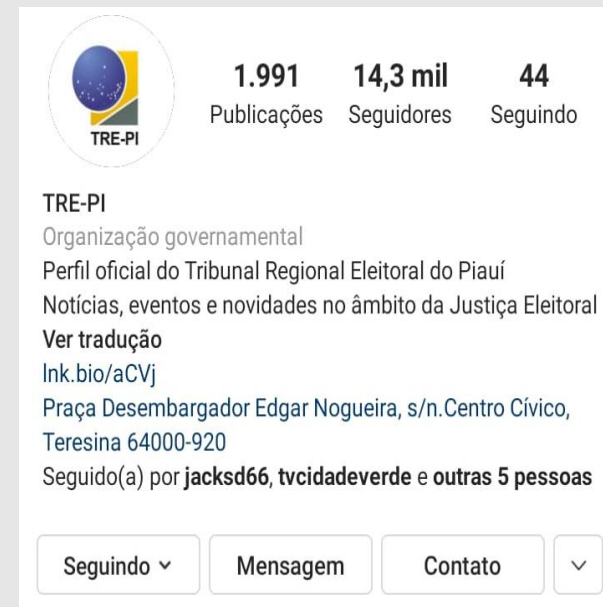 TRE-PI
1.991 14,3 mil 44
Publicações Seguidores Seguindo
TRE-PI
Organização governamental
Perfil oficial do Tribunal Regional Eleitoral do Piauí
Notícias, eventos e novidades no âmbito da Justiça Eleitoral
Ver tradução
lnk.bio/aCVj
Praça Desembargador Edgar Nogueira, s/n.Centro Cívico,
Teresina 64000-920
Seguido(a) por jacksd66, tvcidadeverde e outras 5 pessoas
Seguindo Mensagem Contato